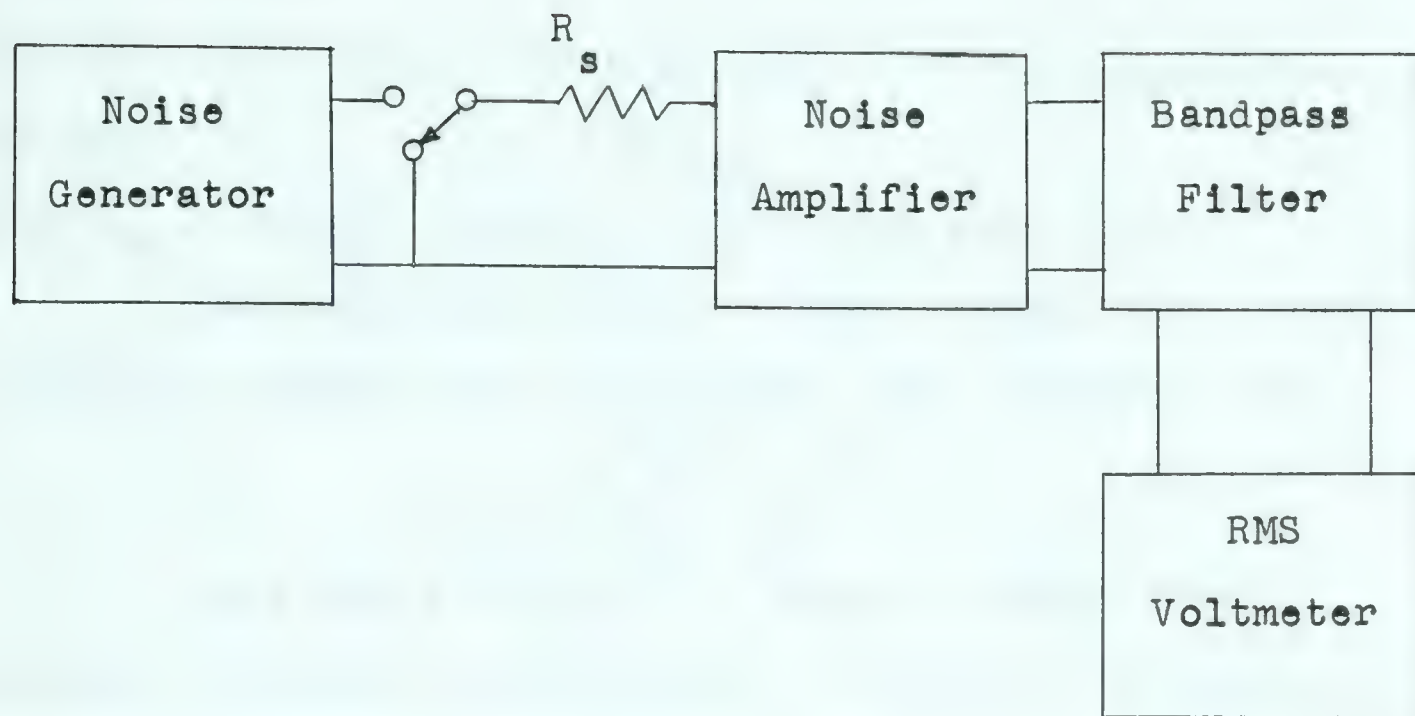 R
s
Noise
Generator
Noise
Amplifier
Bandpass
Filter
RMS
Voltmeter